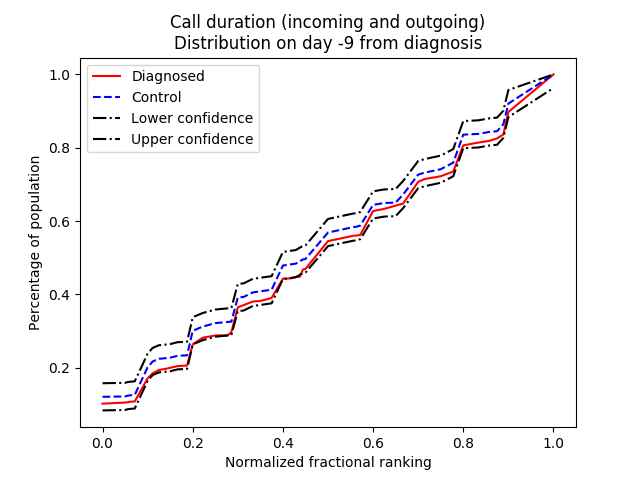 Call duration (incoming and outgoing)
Distribution on day -9 from diagnosis
Diagnosed
Control
Lower confidence
Upper confidence
Percentage of population
1.0
0.8
0.6
0.4
0.2
0.0 0.2 0.4 0.6 0.8 1.0
Normalized fractional ranking